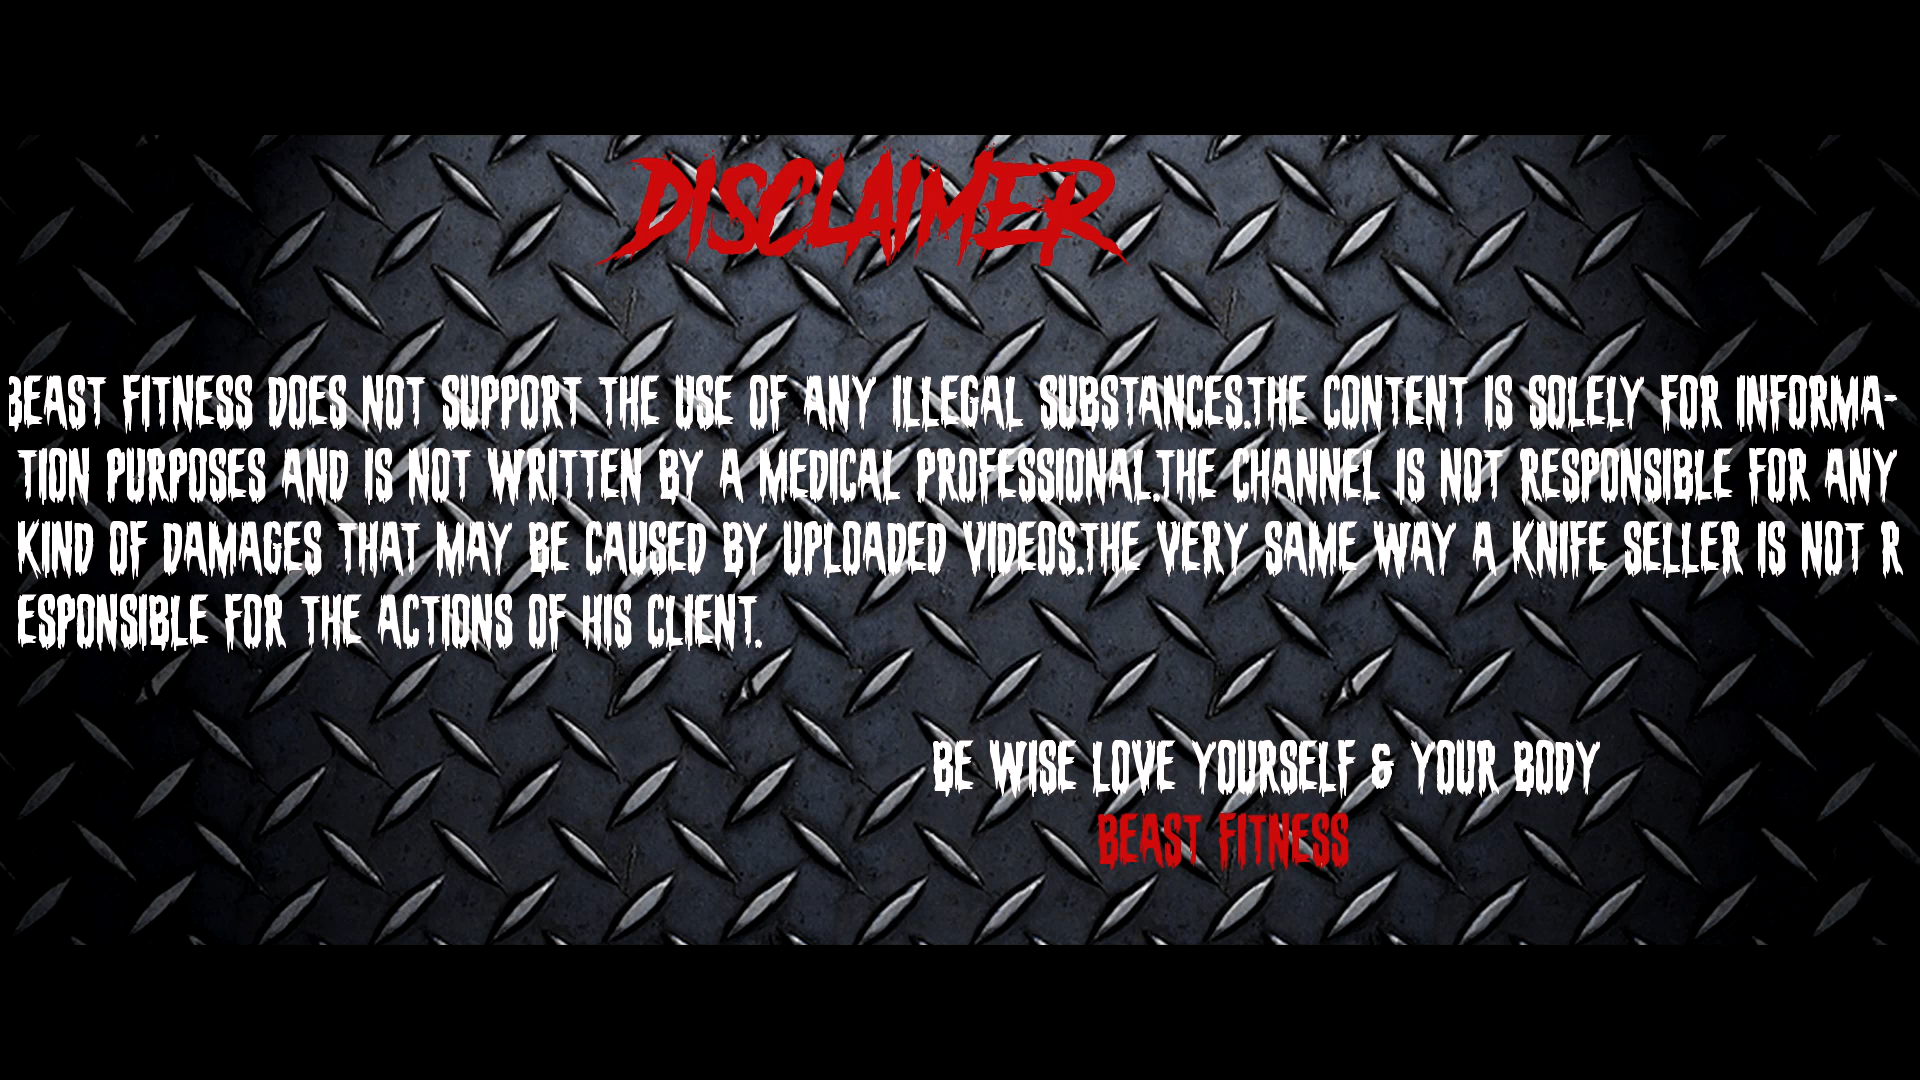 DISCLAIMER
BEAST FITNESS DOES NOT SUPPORT THE USE OF ANY ILLEGAL SUBSTANCES.THE CONTENT IS SOLELY FOR INFORMA-
TION PURPOSES AND IS NOT WRITTEN BY A MEDICAL PROFESSIONAL.THE CHANNEL IS NOT RESPONSIBLE FOR ANY
KIND OF DAMAGES THAT MAY BE CAUSED BY UPLOADED VIDEOS.THE VERY SAME WAY A KNIFE SELLER IS NOT R
ESPONSIBLE FOR THE ACTIONS OF HIS CLIENT.
BE WISE LOVE YOURSELF & YOUR BODY
BEAST FITNESS